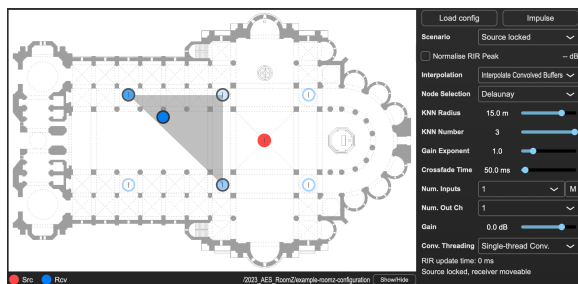 Load config Impulse
Scenario Source locked
Normalise RIR Peak -- dB
Interpolation Interpolate Convolved Buffers
Node Selection Delaunay
KNN Radius 15.0 m
KNN Number 3
Gain Exponent 1.0
Crossfade Time 50.0 ms
Num. Inputs 1 M
Num. Out Ch 1
Gain 0.0 dB
Conv. Threading Single-thread Conv.
RIR update time: 0 ms
Source locked, receiver moveable
Src Rcv /2023_AES_RoomZ/example-roomz-configuration Show/Hide